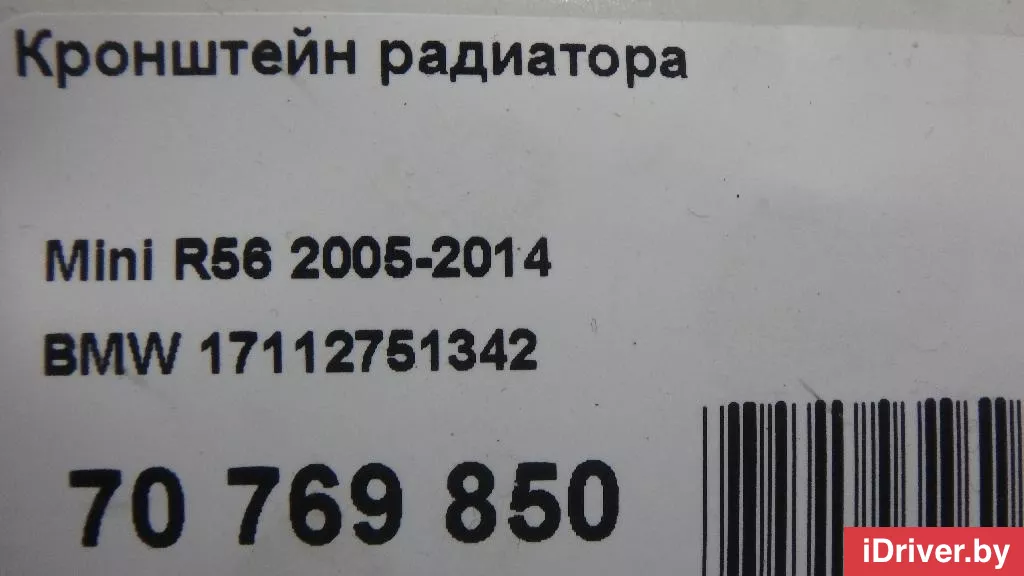 Кронштейн радиатора
Mini R56 2005-2014
BMW 17112751342
70 769 850
iDriver.by